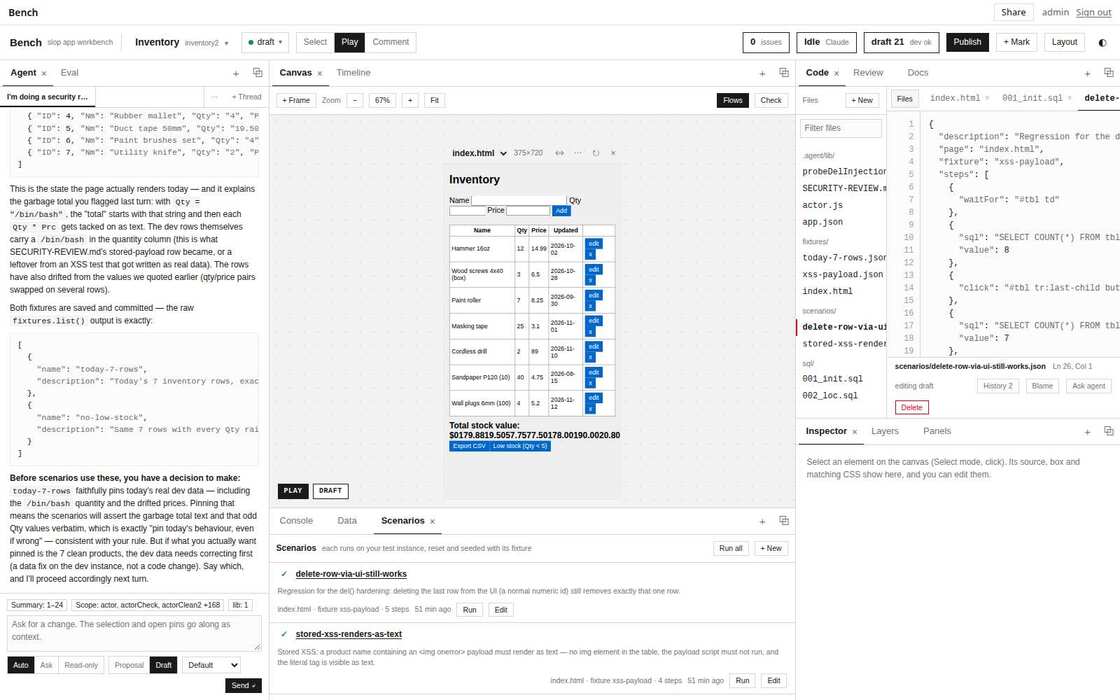 Bench
Share admin Sign out
Bench slop app workbench Inventory inventory2 ▾ draft ▾ Select Play Comment 0 issues Idle Claude draft 21 dev ok Publish + Mark Layout
Agent × Eval +
I'm doing a security r… ··· + Thread
{ "ID": 4, "Nm": "Rubber mallet", "Qty": "4", "P
{ "ID": 5, "Nm": "Duct tape 50mm", "Qty": "19.50
{ "ID": 6, "Nm": "Paint brushes set", "Qty": "4"
{ "ID": 7, "Nm": "Utility knife", "Qty": "2", "P
]
This is the state the page actually renders today — and it explains
the garbage total you flagged last turn: with Qty =
"/bin/bash", the "total" starts with that string and then each
Qty * Prc gets tacked on as text. The dev rows themselves
carry a /bin/bash in the quantity column (this is what
SECURITY-REVIEW.md's stored-payload row became, or a
leftover from an XSS test that got written as real data). The rows
have also drifted from the values we quoted earlier (qty/price pairs
swapped on several rows).
Both fixtures are saved and committed — the raw
fixtures.list() output is exactly:
[
{
"name": "today-7-rows",
"description": "Today's 7 inventory rows, exac
},
{
"name": "no-low-stock",
"description": "Same 7 rows with every Qty rai
}
]
Before scenarios use these, you have a decision to make:
today-7-rows faithfully pins today's real dev data — including
the /bin/bash quantity and the drifted prices. Pinning that
means the scenarios will assert the garbage total text and that odd
Qty values verbatim, which is exactly "pin today's behaviour, even
if wrong" — consistent with your rule. But if what you actually want
pinned is the 7 clean products, the dev data needs correcting first
(a data fix on the dev instance, not a code change). Say which,
and I'll proceed accordingly next turn.
Summary: 1–24 Scope: actor, actorCheck, actorClean2 +168 lib: 1
Ask for a change. The selection and open pins go along as
context.
Auto Ask Read-only Proposal Draft Default
Send
Canvas × Timeline +
+ Frame Zoom − 67% + Fit Flows Check
index.html 375×720 ⇔ ··· ↻ ×
Inventory
Name Qty
Price Add
Name Qty Price Updated
Hammer 16oz 12 14.99 2026-10-02 edit x
Wood screws 4x40 (box) 3 6.5 2026-10-28 edit x
Paint roller 7 8.25 2026-09-30 edit x
Masking tape 25 3.1 2026-11-01 edit x
Cordless drill 2 89 2026-11-10 edit x
Sandpaper P120 (10) 40 4.75 2026-08-15 edit x
Wall plugs 6mm (100) 4 5.2 2026-11-12 edit x
Total stock value:
$0179.8819.5057.7577.50178.00190.0020.80
Export CSV Low stock (Qty < 5)
PLAY DRAFT
Console Data Scenarios × +
Scenarios each runs on your test instance, reset and seeded with its fixture Run all + New
✓ delete-row-via-ui-still-works
Regression for the del() hardening: deleting the last row from the UI (a normal numeric id) still removes exactly that one row.
index.html · fixture xss-payload · 5 steps 51 min ago Run Edit
✓ stored-xss-renders-as-text
Stored XSS: a product name containing an <img onerror> payload must render as text — no img element in the table, the payload script must not run, and
the literal tag is visible as text.
index.html · fixture xss-payload · 4 steps 51 min ago Run Edit
Code × Review Docs +
Files + New
Filter files
.agent/lib/
probeDelInjection
SECURITY-REVIEW.m
actor.js
app.json
fixtures/
today-7-rows.json
xss-payload.json
index.html
scenarios/
delete-row-via-ui
stored-xss-render
sql/
001_init.sql
002_loc.sql
Files index.html × 001_init.sql × delete-
1 {
2 "description": "Regression for the d
3 "page": "index.html",
4 "fixture": "xss-payload",
5 "steps": [
6 {
7 "waitFor": "#tbl td"
8 },
9 {
10 "sql": "SELECT COUNT(*) FROM tbl
11 "value": 8
12 },
13 {
14 "click": "#tbl tr:last-child but
15 },
16 {
17 "sql": "SELECT COUNT(*) FROM tbl
18 "value": 7
19 },
scenarios/delete-row-via-ui-still-works.json Ln 26, Col 1
editing draft History 2 Blame Ask agent
Delete
Inspector × Layers Panels +
Select an element on the canvas (Select mode, click). Its source, box and
matching CSS show here, and you can edit them.